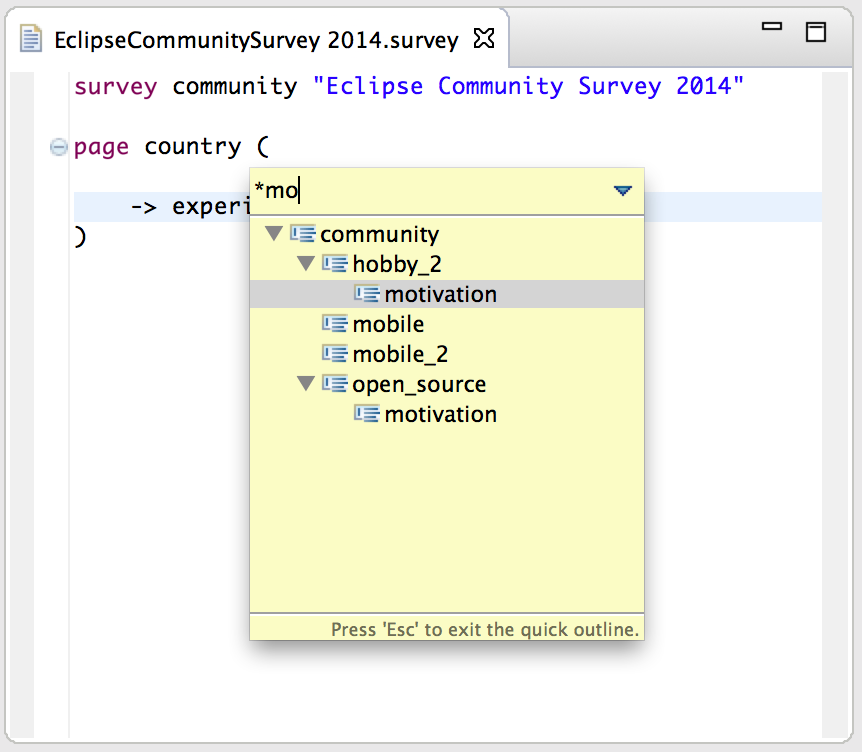 EclipseCommunitySurvey 2014.survey
survey community "Eclipse Community Survey 2014"
page country (
*mo
-> experi
community
)
hobby_2
motivation
mobile
mobile_2
open_source
motivation
Press 'Esc' to exit the quick outline.